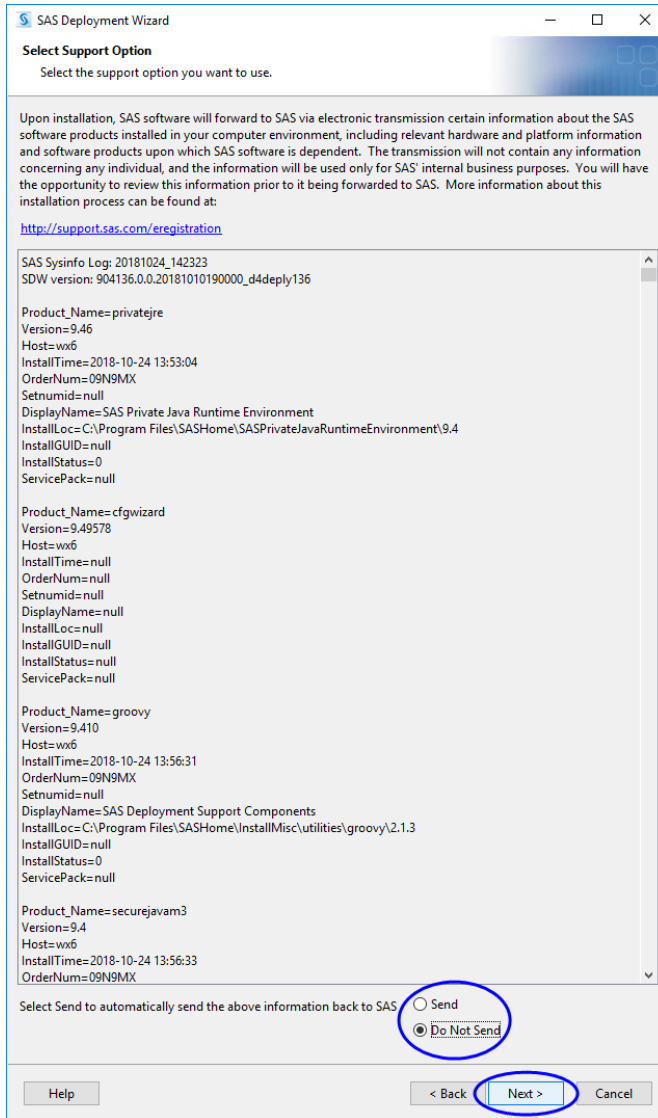 SAS Deployment Wizard
Select Support Option
Select the support option you want to use.
Upon installation, SAS software will forward to SAS via electronic transmission certain information about the SAS
software products installed in your computer environment, including relevant hardware and platform information
and software products upon which SAS software is dependent. The transmission will not contain any information
concerning any individual, and the information will be used only for SAS' internal business purposes. You will have
the opportunity to review this information prior to it being forwarded to SAS. More information about this
installation process can be found at:
http://support.sas.com/eregistration
SAS Sysinfo Log: 20181024_142323
SDW version: 904136.0.0.20181010190000_d4deply136
Product_Name=privatejre
Version=9.46
Host=wx6
InstallTime=2018-10-24 13:53:04
OrderNum=09N9MX
Setnumid=null
DisplayName=SAS Private Java Runtime Environment
InstallLoc=C:\Program Files\SASHome\SASPrivateJavaRuntimeEnvironment\9.4
InstallGUID=null
InstallStatus=0
ServicePack=null
Product_Name=cfgwizard
Version=9.49578
Host=wx6
InstallTime=null
OrderNum=null
Setnumid=null
DisplayName=null
InstallLoc=null
InstallGUID=null
InstallStatus=null
ServicePack=null
Product_Name=groovy
Version=9.410
Host=wx6
InstallTime=2018-10-24 13:56:31
OrderNum=09N9MX
Setnumid=null
DisplayName=SAS Deployment Support Components
InstallLoc=C:\Program Files\SASHome\InstallMisc\utilities\groovy\2.1.3
InstallGUID=null
InstallStatus=0
ServicePack=null
Product_Name=securejavam3
Version=9.4
Host=wx6
InstallTime=2018-10-24 13:56:33
OrderNum=09N9MX
Select Send to automatically send the above information back to SAS
Send
Do Not Send
Help
< Back
Next >
Cancel